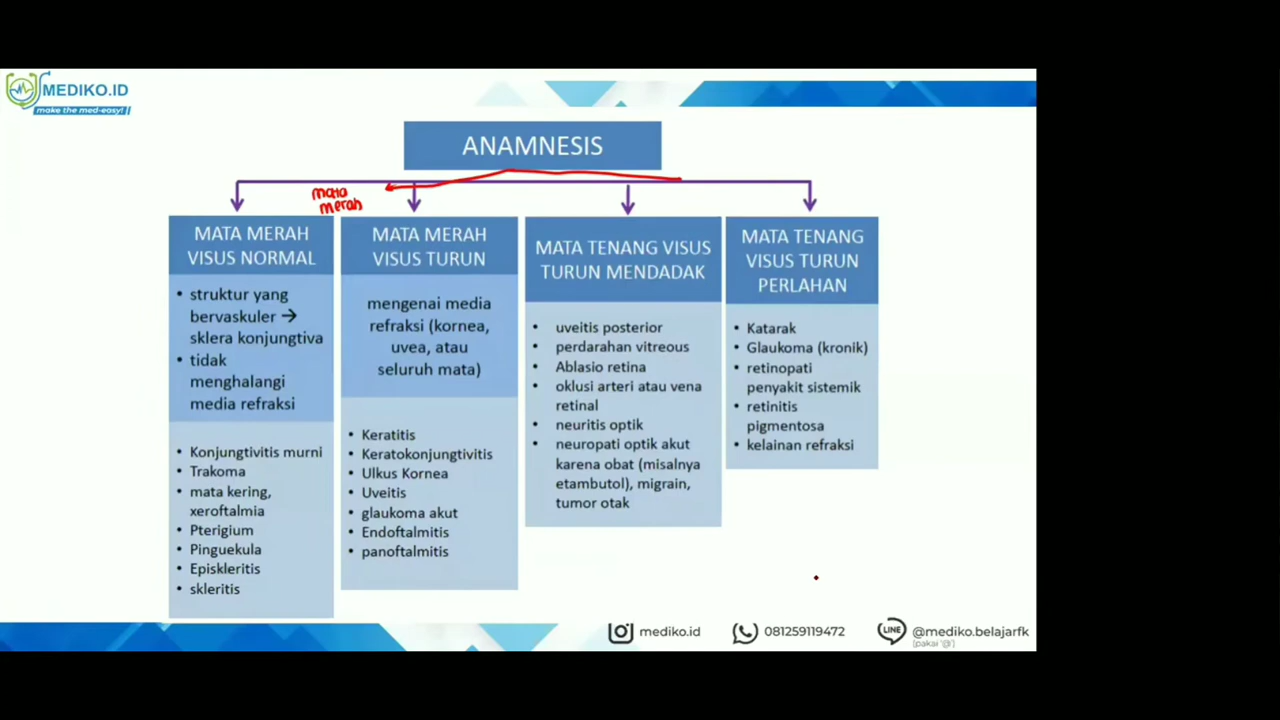 MEDIKO.ID
make the med-easy!
ANAMNESIS
mata
merah
MATA MERAH
VISUS NORMAL
• struktur yang
bervaskuler →
sklera konjungtiva
• tidak
menghalangi
media refraksi
• Konjungtivitis murni
• Trakoma
• mata kering,
xeroftalmia
• Pterigium
• Pinguekula
• Episkleritis
• skleritis
MATA MERAH
VISUS TURUN
mengenai media
refraksi (kornea,
uvea, atau
seluruh mata)
• Keratitis
• Keratokonjungtivitis
• Ulkus Kornea
• Uveitis
• glaukoma akut
• Endoftalmitis
• panoftalmitis
MATA TENANG VISUS
TURUN MENDADAK
• uveitis posterior
• perdarahan vitreous
• Ablasio retina
• oklusi arteri atau vena
retinal
• neuritis optik
• neuropati optik akut
karena obat (misalnya
etambutol), migrain,
tumor otak
MATA TENANG
VISUS TURUN
PERLAHAN
• Katarak
• Glaukoma (kronik)
• retinopati
penyakit sistemik
• retinitis
pigmentosa
• kelainan refraksi
mediko.id
081259119472
LINE
@mediko.belajarfk
(pakai '@')